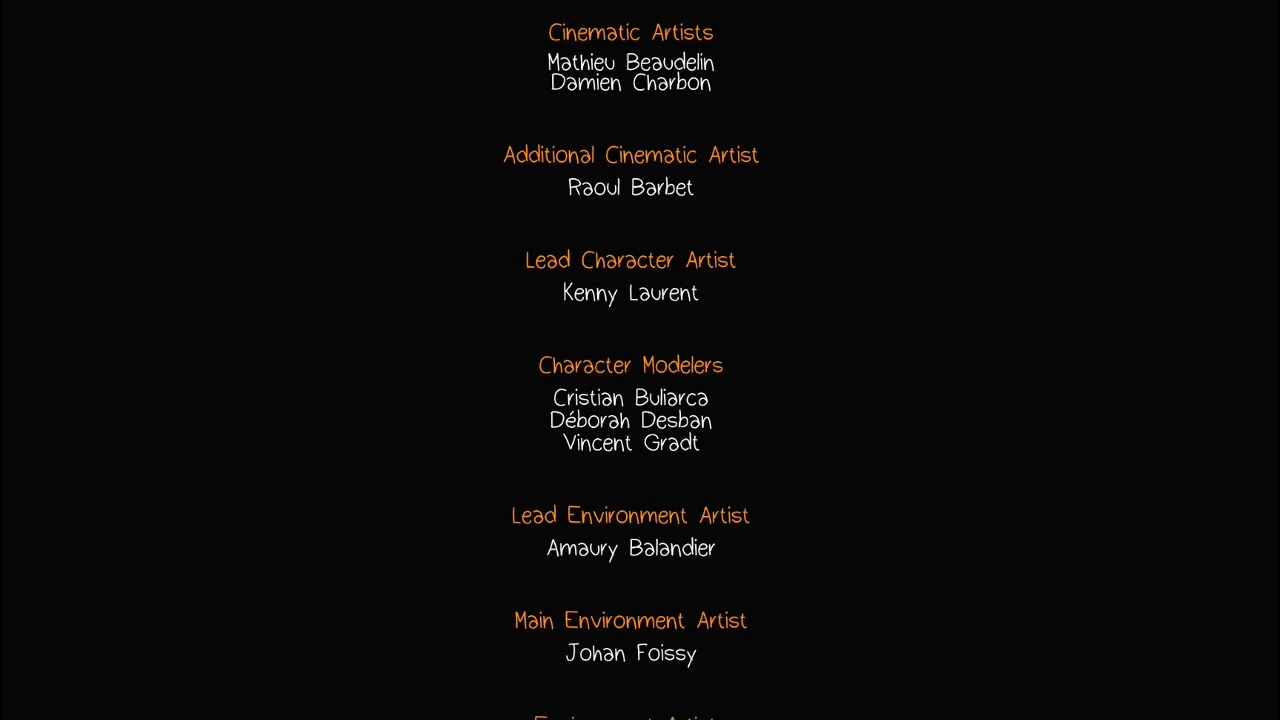 Cinematic Artists
Mathieu Beaudelin
Damien Charbon
Additional Cinematic Artist
Raoul Barbet
Lead Character Artist
Kenny Laurent
Character Modelers
Cristian Buliarca
Déborah Desban
Vincent Gradt
Lead Environment Artist
Amaury Balandier
Main Environment Artist
Johan Foissy